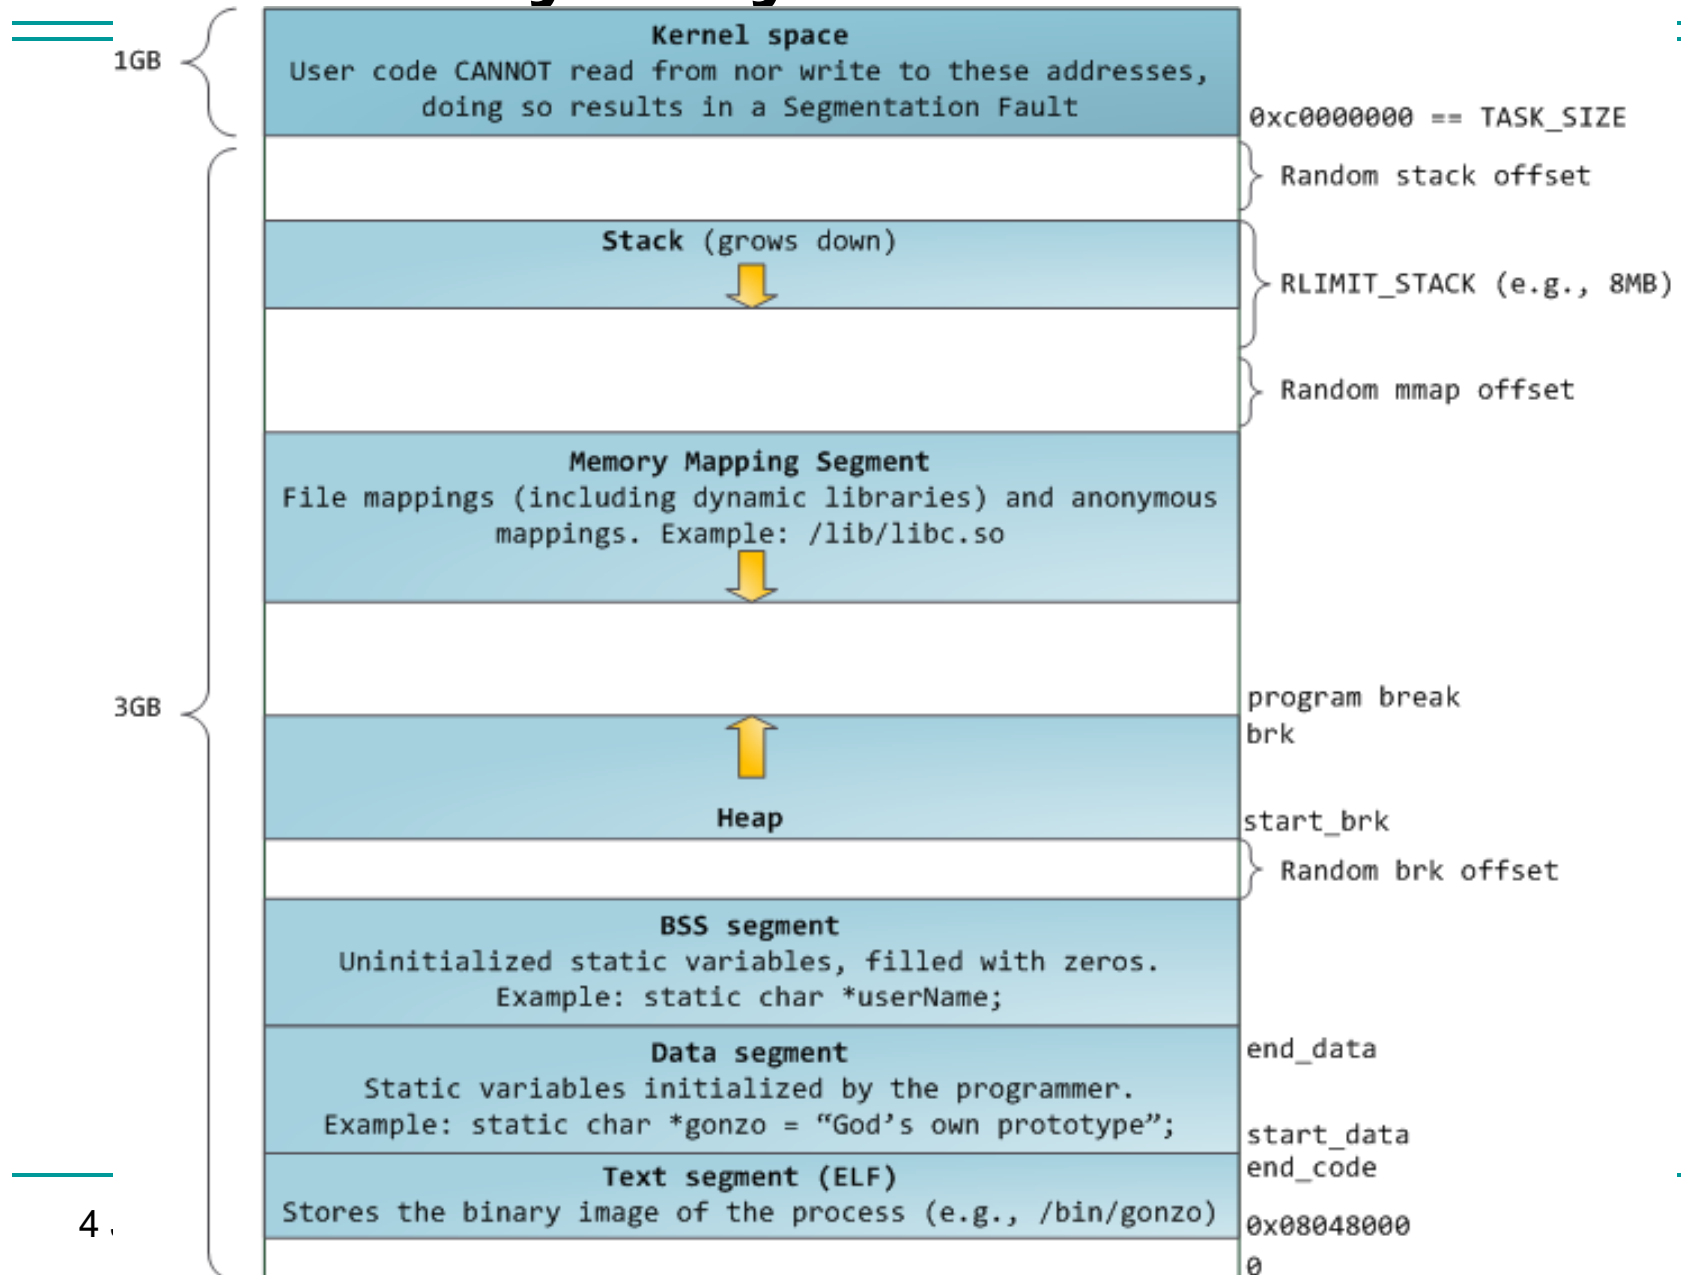 1GB
Kernel space
User code CANNOT read from nor write to these addresses,
doing so results in a Segmentation Fault
0xc0000000 == TASK_SIZE
Random stack offset
Stack (grows down)
RLIMIT_STACK (e.g., 8MB)
Random mmap offset
Memory Mapping Segment
File mappings (including dynamic libraries) and anonymous
mappings. Example: /lib/libc.so
3GB
program break
brk
Heap
start_brk
Random brk offset
BSS segment
Uninitialized static variables, filled with zeros.
Example: static char *userName;
Data segment
Static variables initialized by the programmer.
Example: static char *gonzo = “God’s own prototype”;
end_data
start_data
end_code
Text segment (ELF)
Stores the binary image of the process (e.g., /bin/gonzo)
0x08048000
0
4